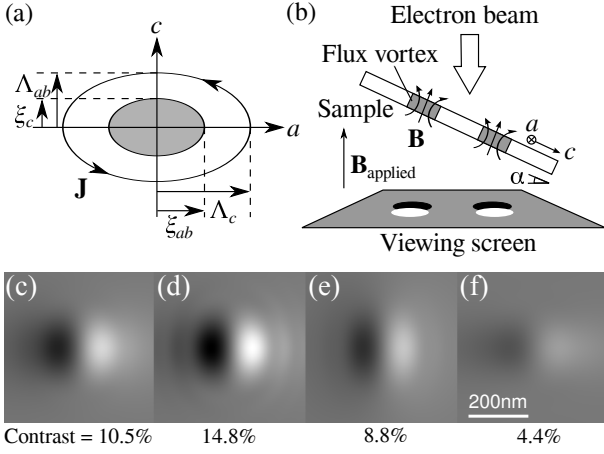 (a)
c
Λab
ξc
a
J
Λc
ξab
(b)
Electron beam
Flux vortex
Sample
B
a
c
Bapplied
α
Viewing screen
(c) (d) (e) (f)
200nm
Contrast = 10.5% 14.8% 8.8% 4.4%